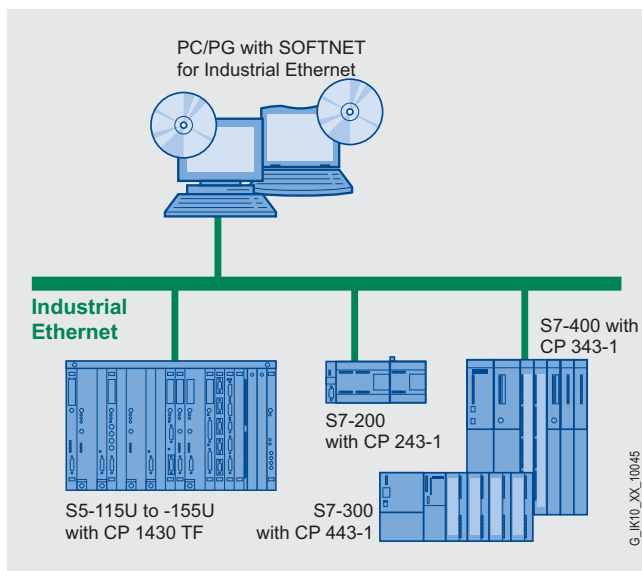 PC/PG with SOFTNET
for Industrial Ethernet
Industrial
Ethernet
S7-400 with
CP 343-1
S7-200
with CP 243-1
S5-115U to -155U
with CP 1430 TF
S7-300
with CP 443-1
G_IK10_XX_10045